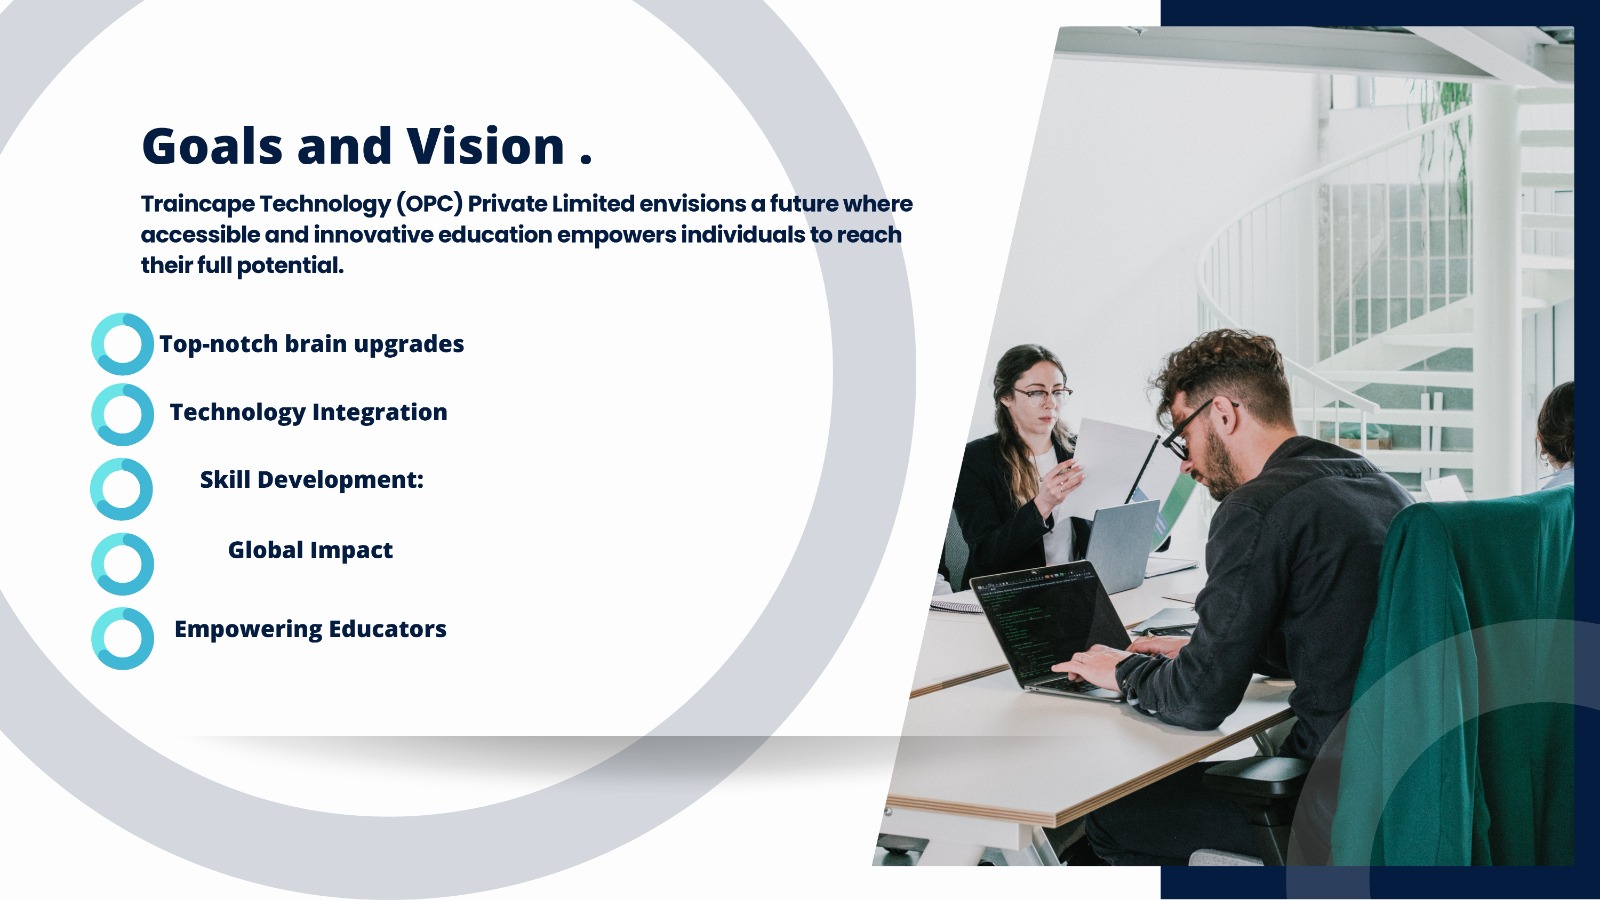 Goals and Vision .
Traincape Technology (OPC) Private Limited envisions a future where
accessible and innovative education empowers individuals to reach
their full potential.
Top-notch brain upgrades
Technology Integration
Skill Development:
Global Impact
Empowering Educators